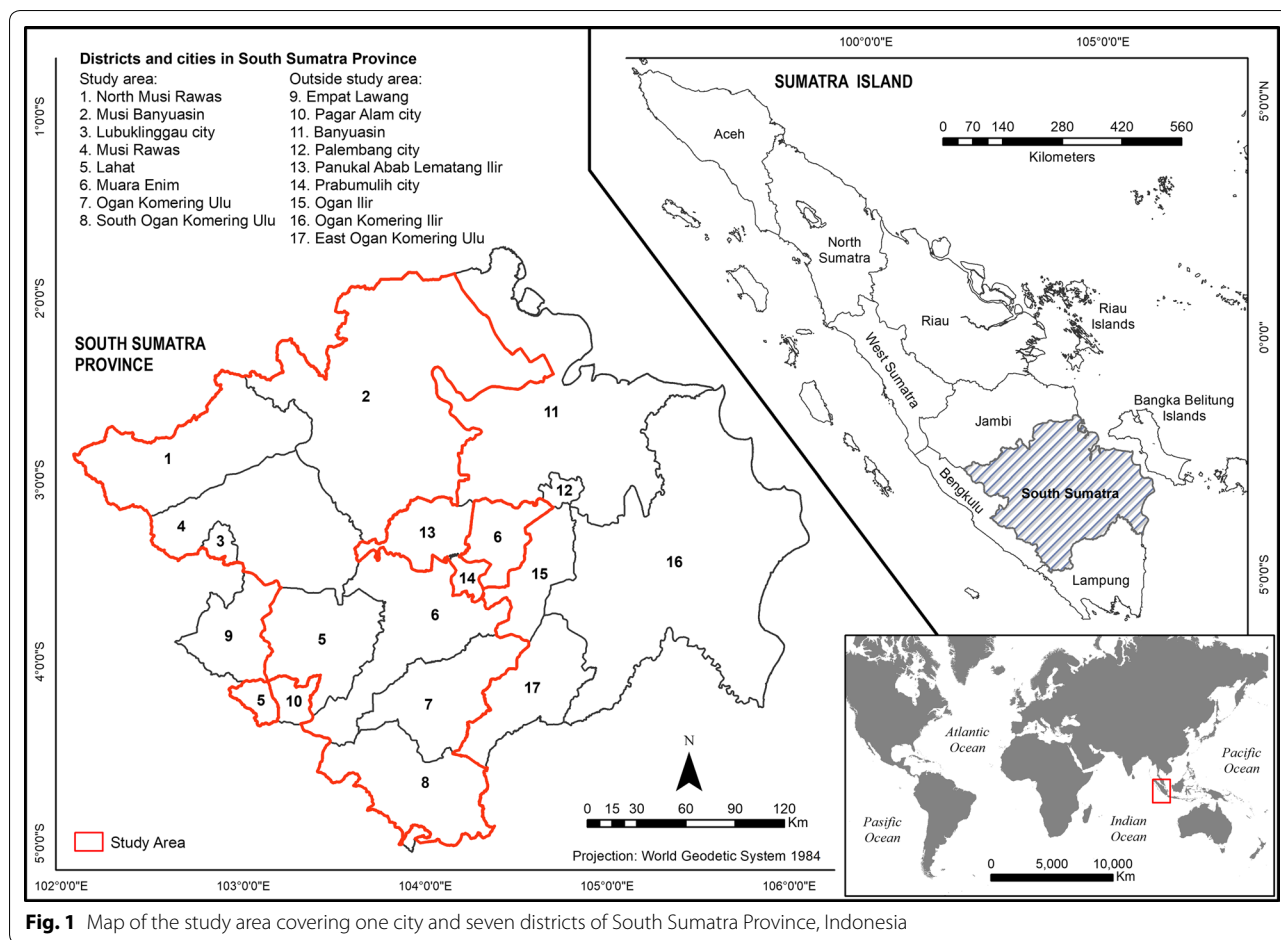 Districts and cities in South Sumatra Province
Study area:
1. North Musi Rawas
2. Musi Banyuasin
3. Lubuklinggau city
4. Musi Rawas
5. Lahat
6. Muara Enim
7. Ogan Komering Ulu
8. South Ogan Komering Ulu
Outside study area:
9. Empat Lawang
10. Pagar Alam city
11. Banyuasin
12. Palembang city
13. Panukal Abab Lematang Ilir
14. Prabumulih city
15. Ogan Ilir
16. Ogan Komering Ilir
17. East Ogan Komering Ulu
SOUTH SUMATRA
PROVINCE
1°0'0"S
2°0'0"S
3°0'0"S
4°0'0"S
5°0'0"S
2
11
1
12
4
3
13
6
14
15
16
6
9
5
5
10
7
17
8
N
0 15 30 60 90 120
Km
Study Area
Projection: World Geodetic System 1984
102°0'0"E 103°0'0"E 104°0'0"E 105°0'0"E 106°0'0"E
100°0'0"E 105°0'0"E
SUMATRA ISLAND
0 70 140 280 420 560
Kilometers
5°0'0"N
0°0'0"
5°0'0"S
Aceh
North
Sumatra
Riau
Riau
Islands
West Sumatra
Jambi
Bangka Belitung
Islands
Bengkulu
South Sumatra
Lampung
Atlantic
Ocean
Pacific
Ocean
Pasific
Ocean
Indian
Ocean
0 5,000 10,000
Km
Fig. 1 Map of the study area covering one city and seven districts of South Sumatra Province, Indonesia